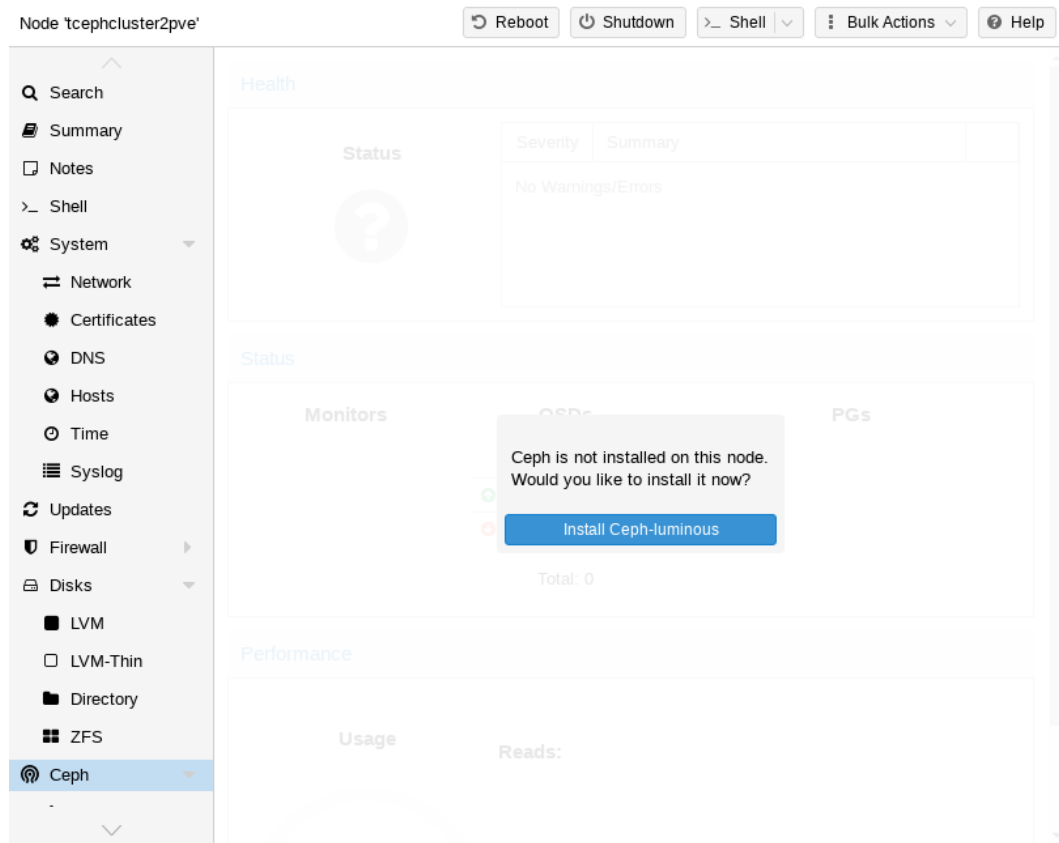 Node 'tcephcluster2pve'
Reboot
Shutdown
>_ Shell
Bulk Actions
Help
Search
Summary
Notes
>_ Shell
System
Network
Certificates
DNS
Hosts
Time
Syslog
Updates
Firewall
Disks
LVM
LVM-Thin
Directory
ZFS
Ceph
Health
Status
Severity Summary
No Warnings/Errors
Status
Monitors OSDs PGs
Ceph is not installed on this node.
Would you like to install it now?
Install Ceph-luminous
Total: 0
Performance
Usage
Reads: